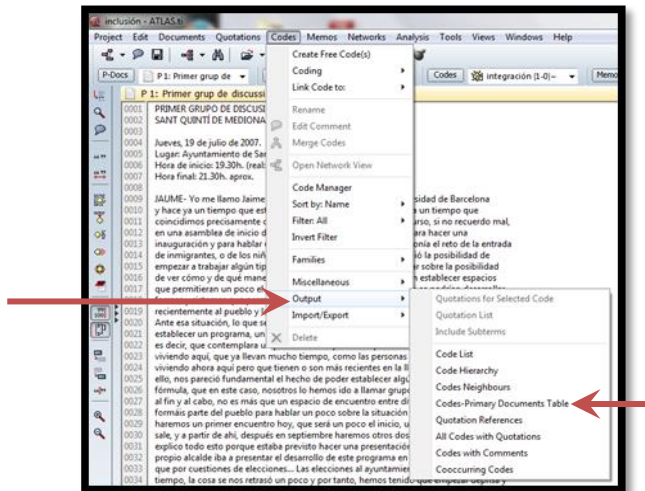 inclusión - ATLAS.ti
Project Edit Documents Quotations Codes Memos Networks Analysis Tools Views Windows Help
P-Docs P 1: Primer grup de Codes integración {1-0}~ Memo
P 1: Primer grup de discussi
Create Free Code(s)
Coding
Link Code to:
Rename
Edit Comment
Merge Codes
Open Network View
Code Manager
Sort by: Name
Filter: All
Invert Filter
Families
Miscellaneous
Output
Import/Export
Delete
Quotations for Selected Code
Quotation List
Include Subterms
Code List
Code Hierarchy
Codes Neighbours
Codes-Primary Documents Table
Quotation References
All Codes with Quotations
Codes with Comments
Cooccurring Codes
0001 PRIMER GRUPO DE DISCUSI
0002 SANT QUINTÍ DE MEDIONA
0003
0004 Jueves, 19 de julio de 2007.
0005 Lugar: Ayuntamiento de Sa
0006 Hora de inicio: 19.30h. (real:
0007 Hora final: 21.30h. aprox.
0008
0009 JAUME- Yo me llamo Jaime sidad de Barcelona
0010 y hace ya un tiempo que est a un tiempo que
0011 coincidimos precisamente c urso, si no recuerdo mal,
0012 en una asamblea de inicio d ara hacer una
0013 inauguración y para hablar onía el reto de la entrada
0014 de inmigrantes, o de los niñ ió la posibilidad de
0015 empezar a trabajar algún tip r sobre la posibilidad
0016 de ver cómo y de qué mane n establecer espacios
0017 que permitieran un poco el
0019 recientemente al pueblo y l
0020 Ante esa situación, lo que s
0021 establecer un programa, un
0022 es decir, que contemplara u
0023 viviendo aquí, que ya llevan mucho tiempo, como las personas
0024 viviendo ahora aquí pero que tienen o son más recientes en la ll
0025 ello, nos pareció fundamental el hecho de poder establecer algú
0026 fórmula, que en este caso, nosotros lo hemos ido a llamar grup
0027 al fin y al cabo, no es más que un espacio de encuentro entre di
0028 formáis parte del pueblo para hablar un poco sobre la situación
0029 haremos un primer encuentro hoy, que será un poco el inicio, u
0030 sale, y a partir de ahí, después en septiembre haremos otros dos
0031 explico todo esto porque estaba previsto hacer una presentación
0032 propio alcalde iba a presentar el desarrollo de este programa en
0033 que por cuestiones de elecciones... Las elecciones al ayuntamier
0034 tiempo, la cosa se nos retrasó un poco y por tanto, hemos tenido que empezar deprisa y